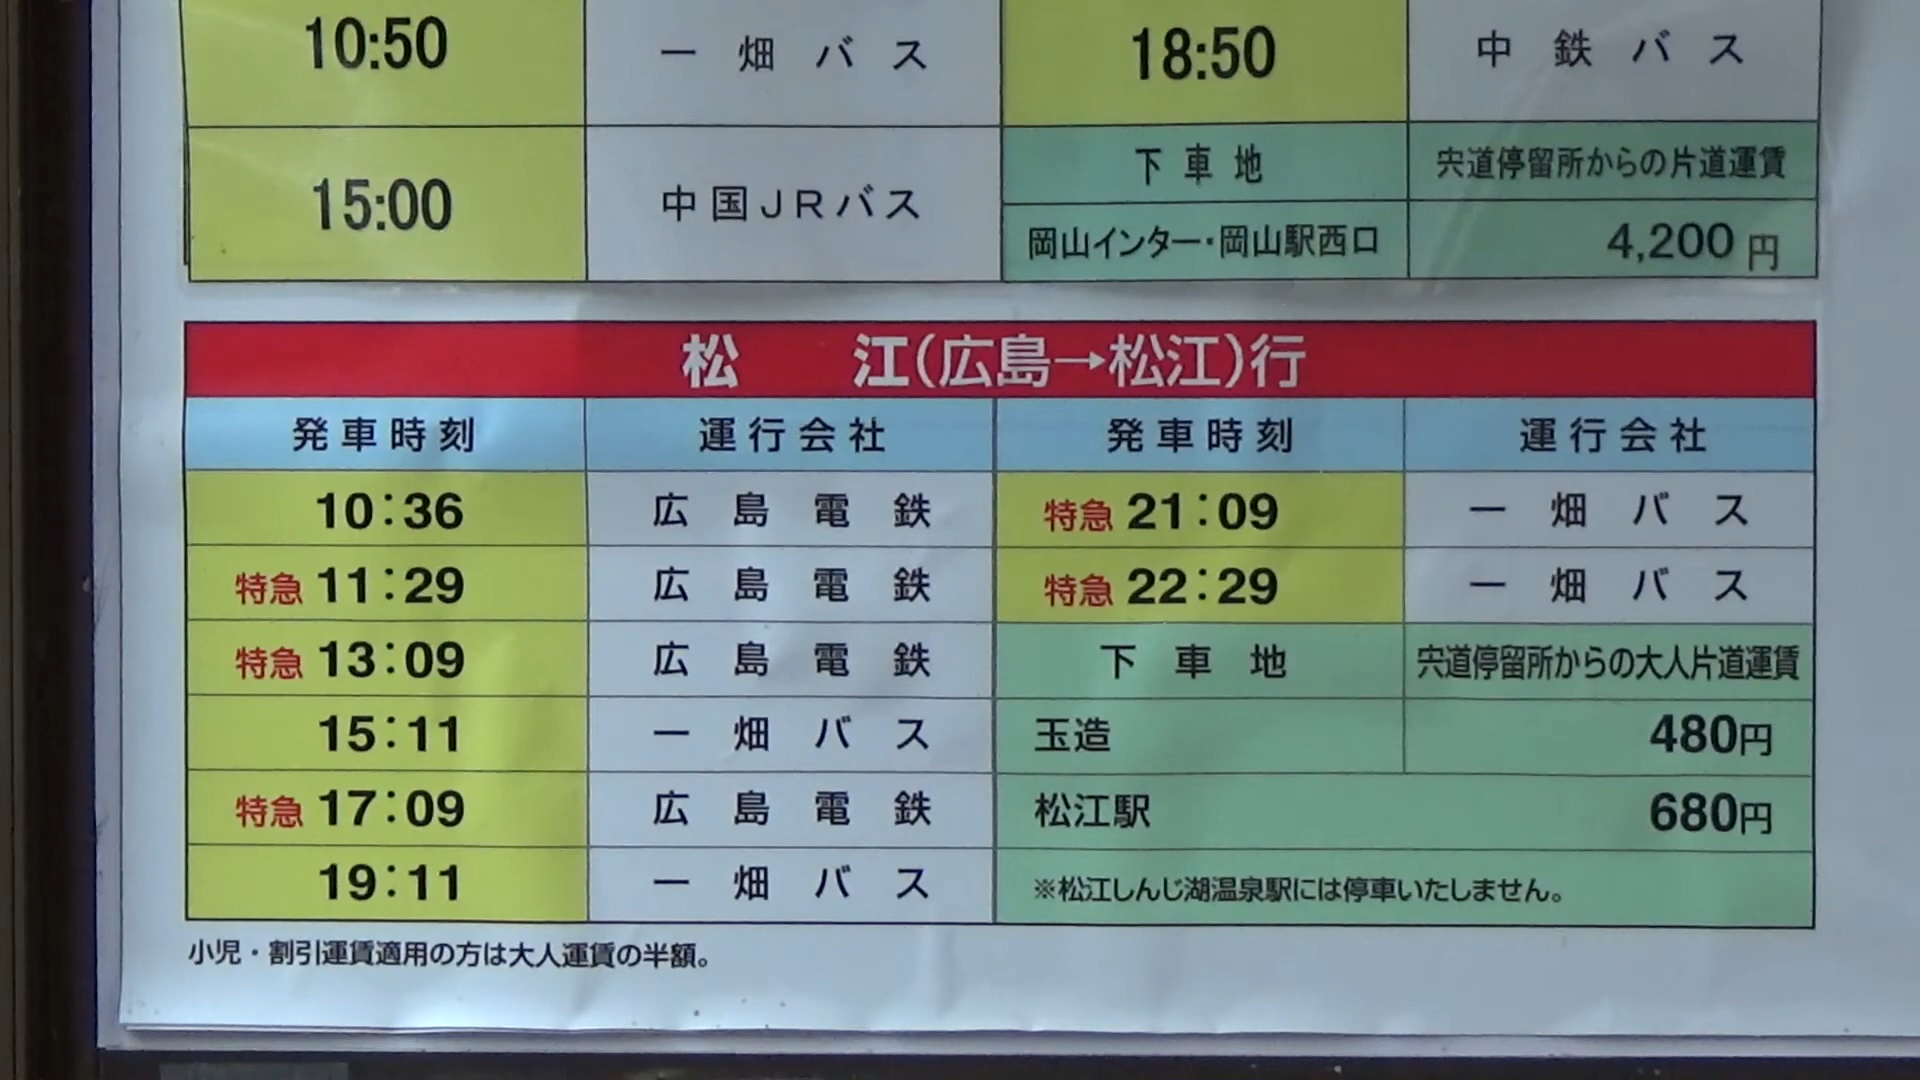 10:50 一畑バス 18:50 中鉄バス
15:00 中国JRバス 下車地 宍道停留所からの片道運賃
岡山インター・岡山駅西口 4,200円
松江(広島→松江)行
発車時刻 運行会社 発車時刻 運行会社
10:36 広島電鉄 特急 21:09 一畑バス
特急 11:29 広島電鉄 特急 22:29 一畑バス
特急 13:09 広島電鉄 下車地 宍道停留所からの大人片道運賃
15:11 一畑バス 玉造 480円
特急 17:09 広島電鉄 松江駅 680円
19:11 一畑バス ※松江しんじ湖温泉駅には停車いたしません。
小児・割引運賃適用の方は大人運賃の半額。